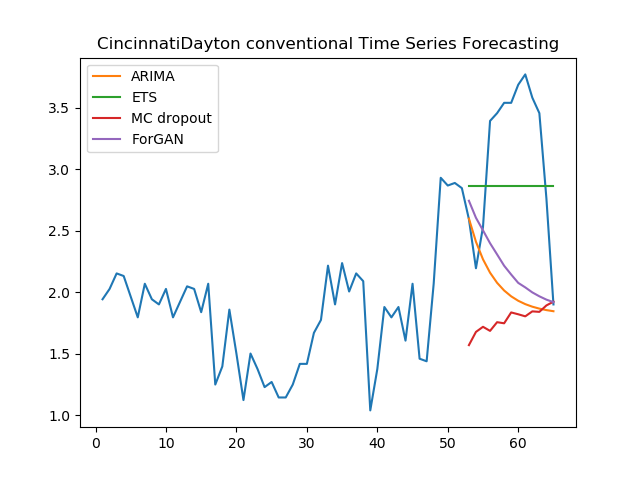 CincinnatiDayton conventional Time Series Forecasting
ARIMA
ETS
MC dropout
ForGAN
3.5
3.0
2.5
2.0
1.5
1.0
0 10 20 30 40 50 60